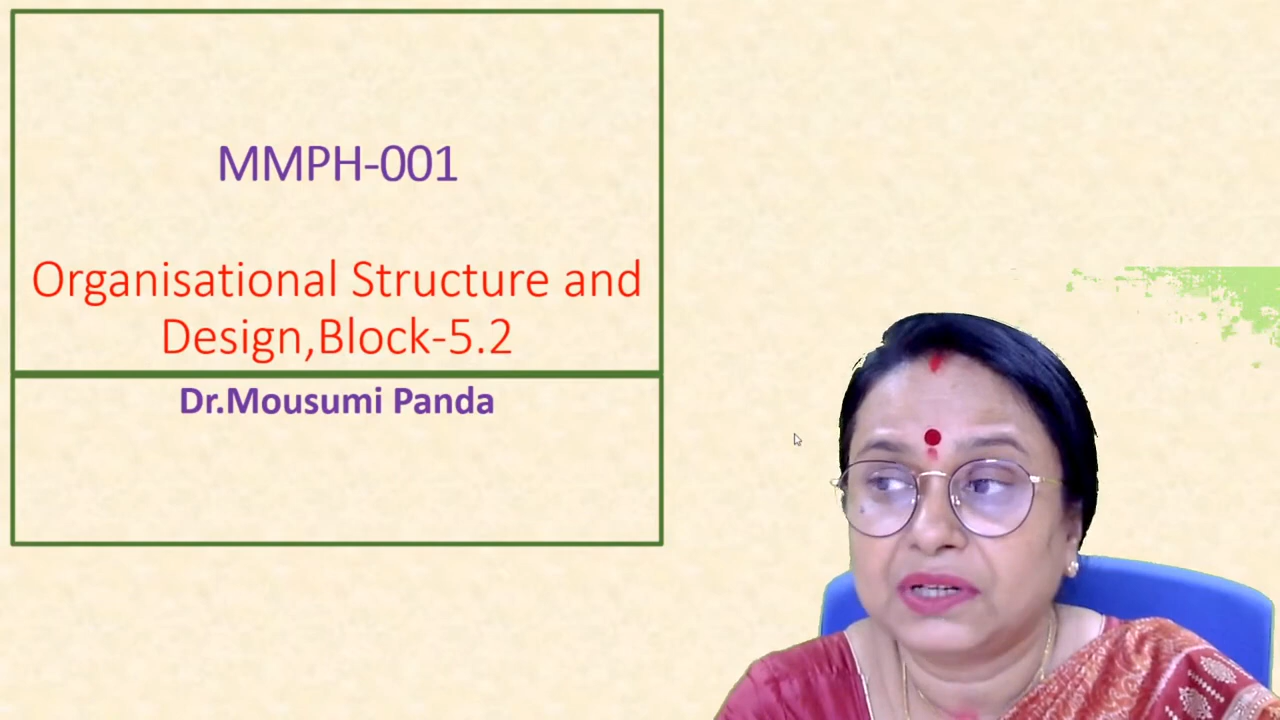 MMPH-001
Organisational Structure and
Design,Block-5.2
Dr.Mousumi Panda